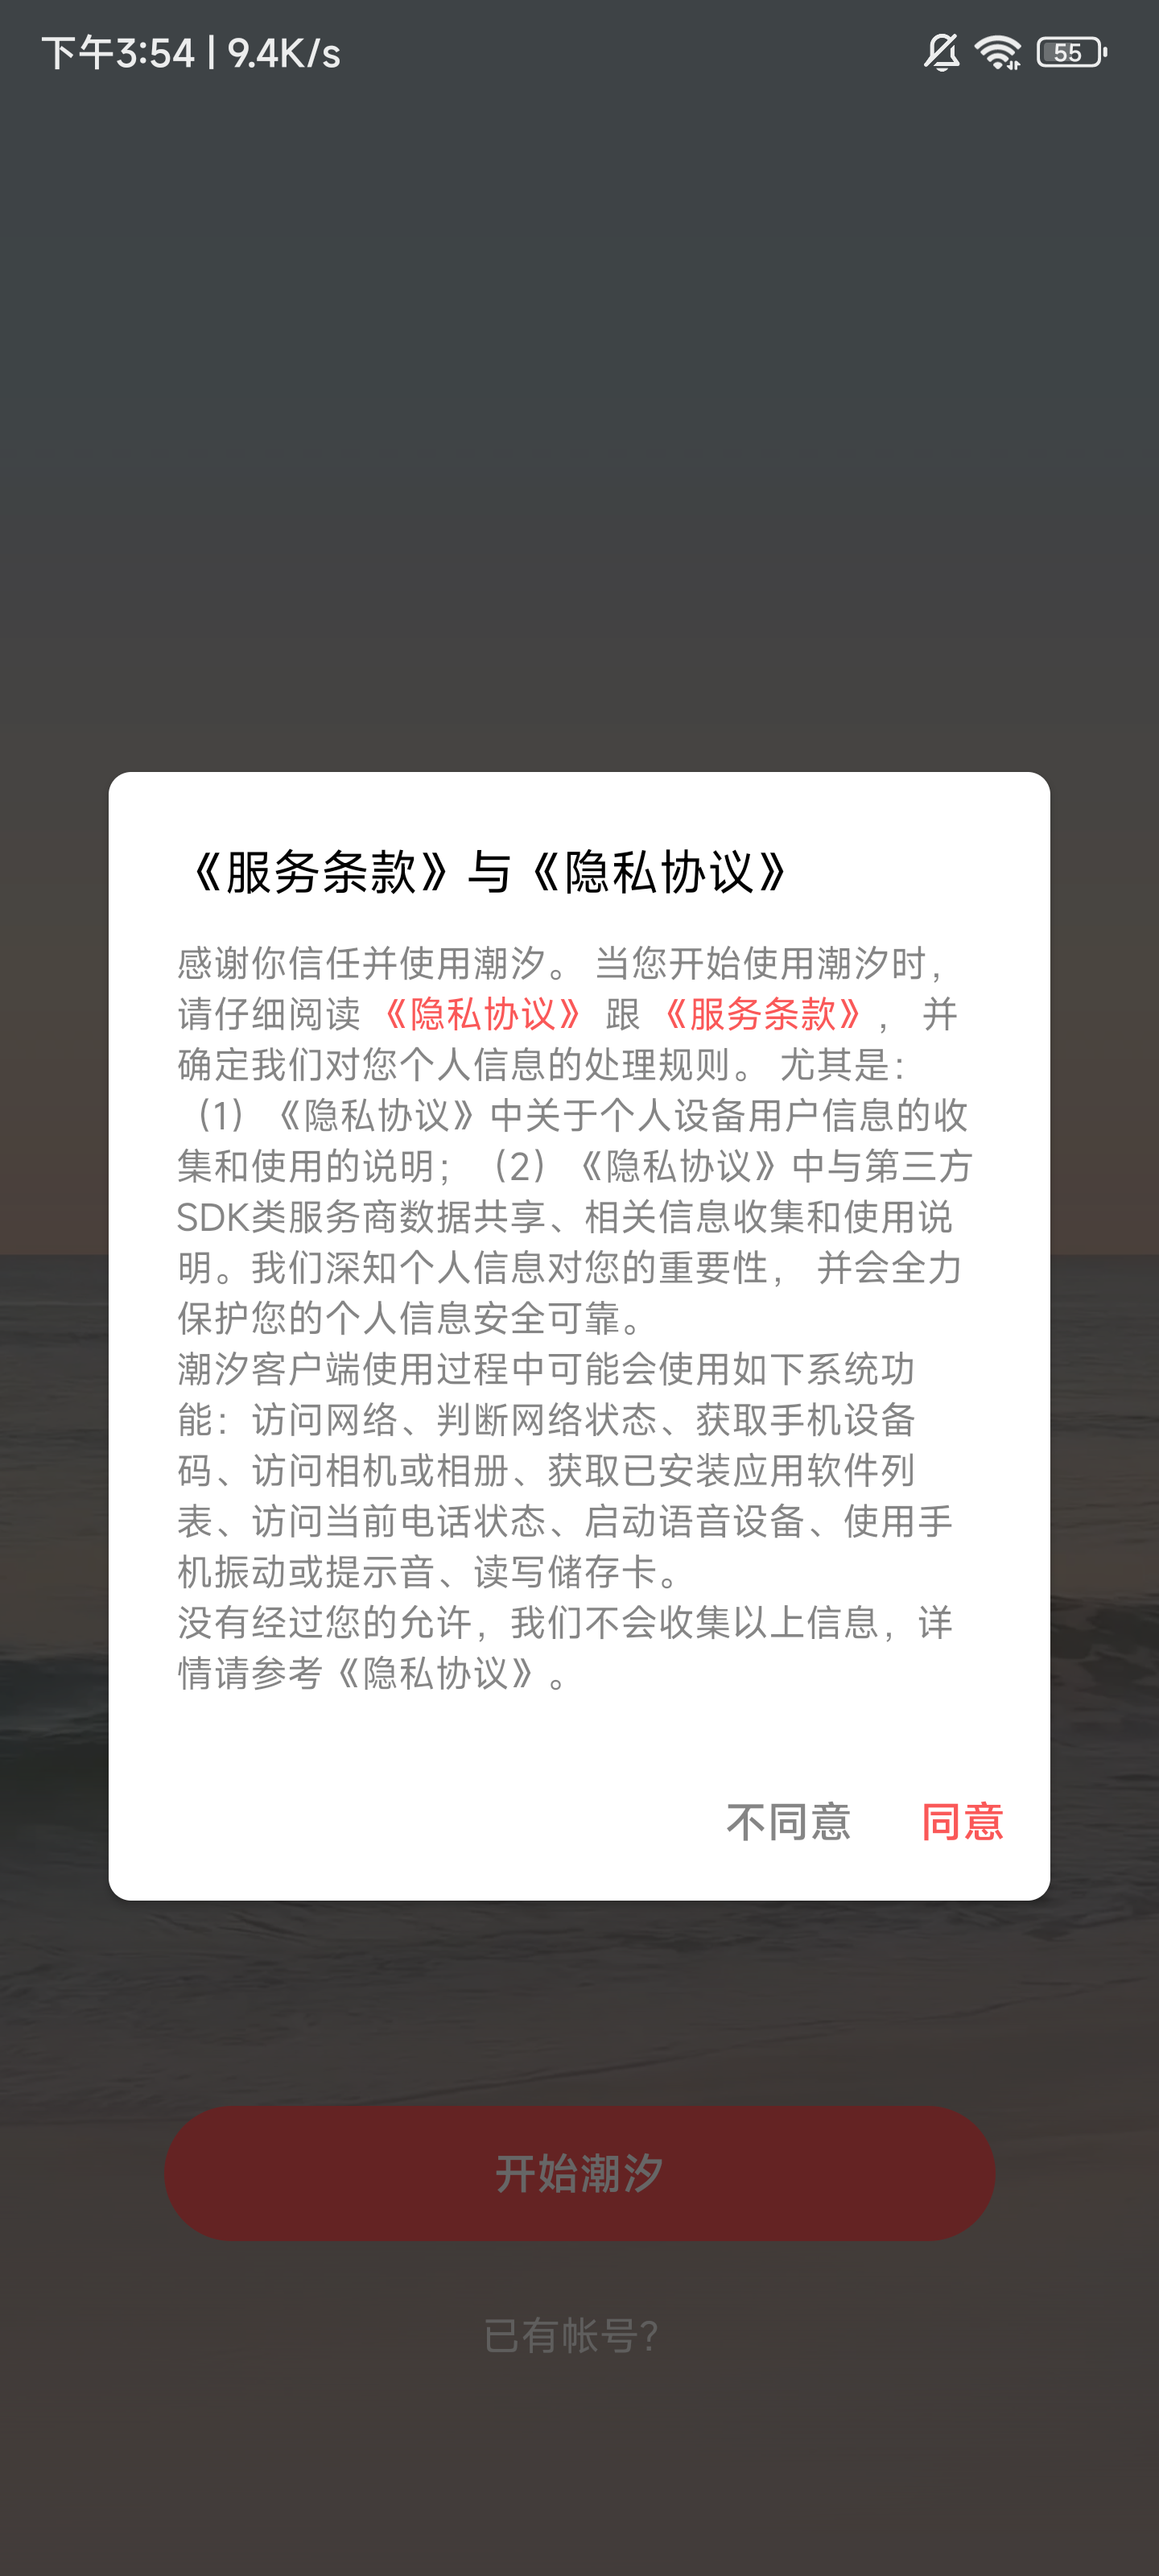 下午3:54 | 9.4K/s
55
《服务条款》与《隐私协议》
感谢你信任并使用潮汐。 当您开始使用潮汐时，
请仔细阅读 《隐私协议》 跟 《服务条款》， 并
确定我们对您个人信息的处理规则。 尤其是：
（1）《隐私协议》中关于个人设备用户信息的收
集和使用的说明；（2）《隐私协议》中与第三方
SDK类服务商数据共享、相关信息收集和使用说
明。我们深知个人信息对您的重要性， 并会全力
保护您的个人信息安全可靠。
潮汐客户端使用过程中可能会使用如下系统功
能：访问网络、判断网络状态、获取手机设备
码、访问相机或相册、获取已安装应用软件列
表、访问当前电话状态、启动语音设备、使用手
机振动或提示音、读写储存卡。
没有经过您的允许，我们不会收集以上信息，详
情请参考《隐私协议》。
不同意 同意
开始潮汐
已有帐号？